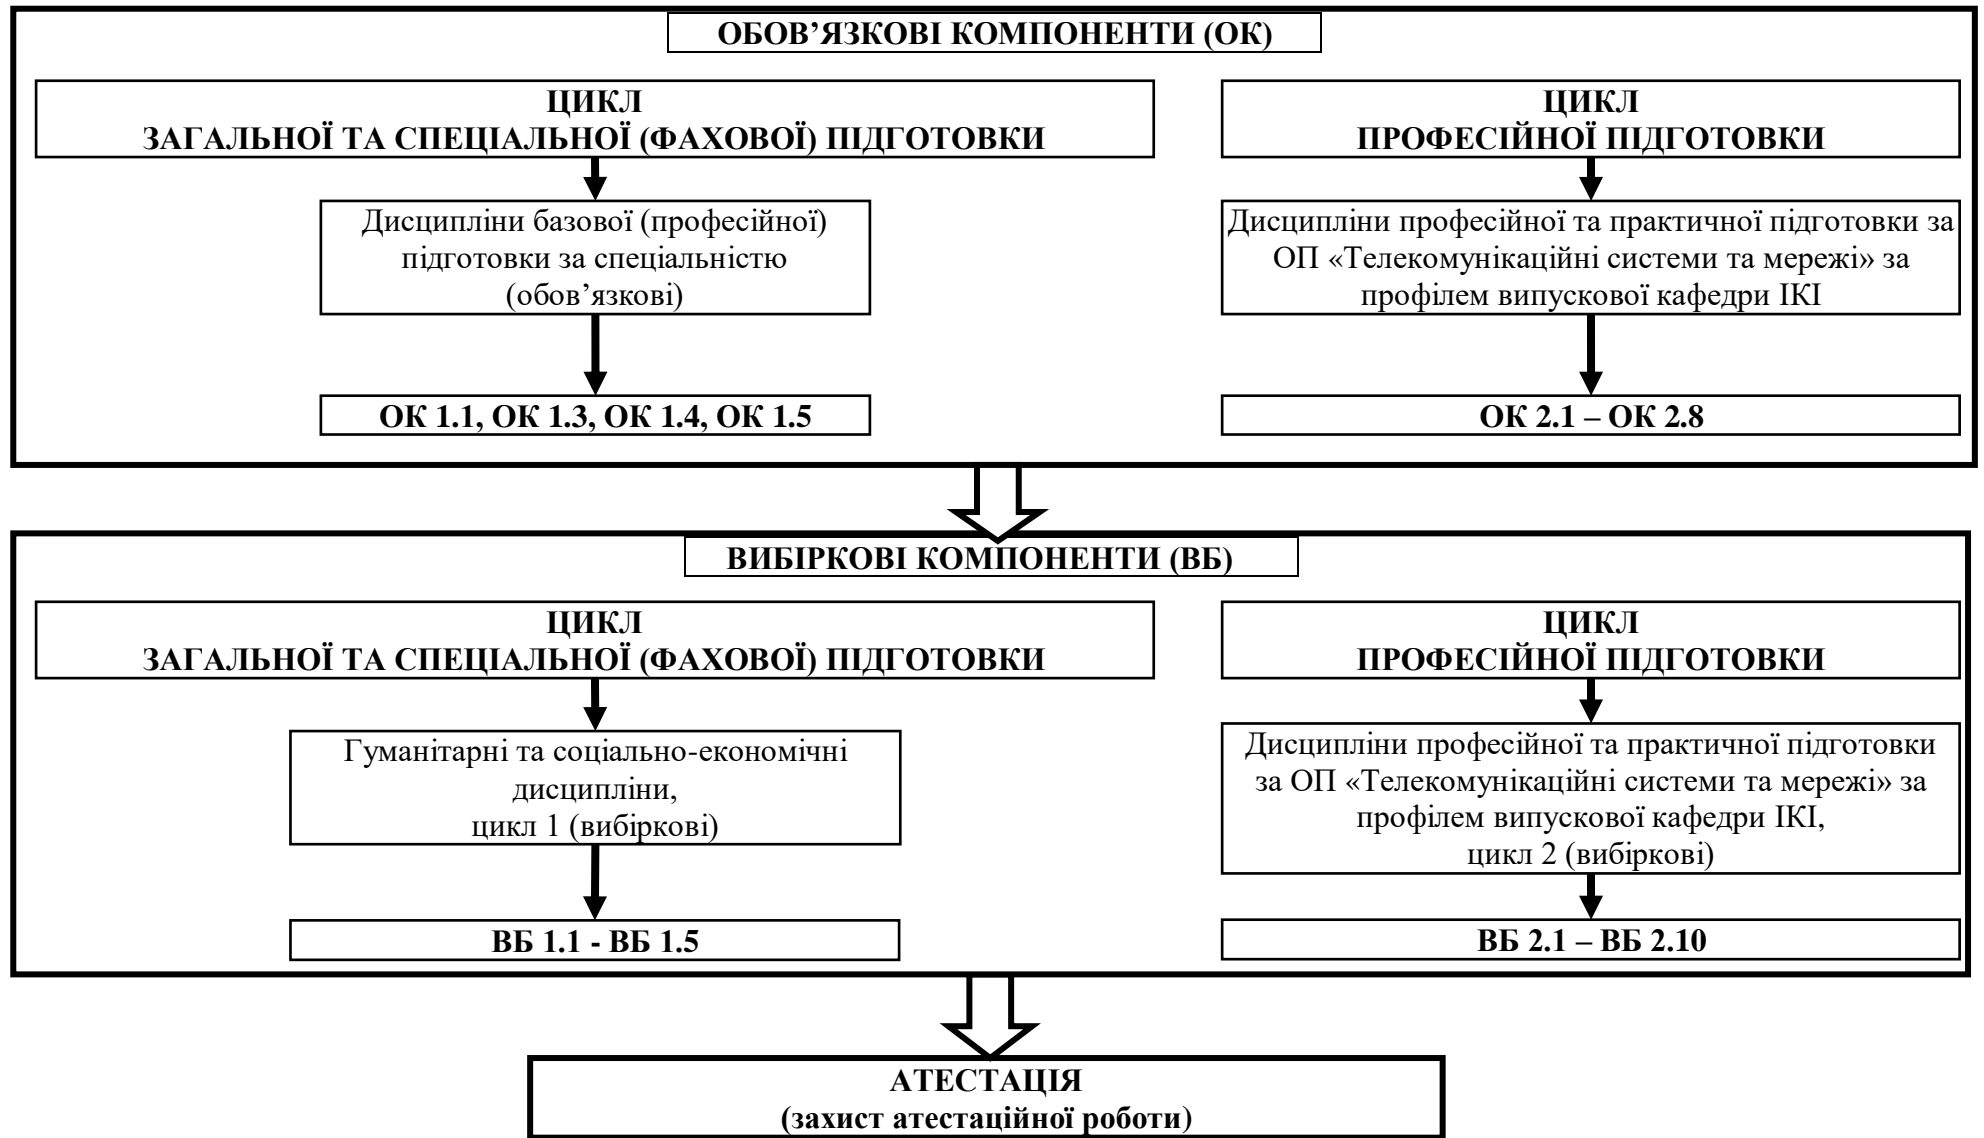 ОБОВ’ЯЗКОВІ КОМПОНЕНТИ (ОК)
ЦИКЛ
ЗАГАЛЬНОЇ ТА СПЕЦІАЛЬНОЇ (ФАХОВОЇ) ПІДГОТОВКИ
Дисципліни базової (професійної)
підготовки за спеціальністю
(обов’язкові)
ОК 1.1, ОК 1.3, ОК 1.4, ОК 1.5
ЦИКЛ
ПРОФЕСІЙНОЇ ПІДГОТОВКИ
Дисципліни професійної та практичної підготовки за
ОП «Телекомунікаційні системи та мережі» за
профілем випускової кафедри ІКІ
ОК 2.1 – ОК 2.8
ВИБІРКОВІ КОМПОНЕНТИ (ВБ)
ЦИКЛ
ЗАГАЛЬНОЇ ТА СПЕЦІАЛЬНОЇ (ФАХОВОЇ) ПІДГОТОВКИ
Гуманітарні та соціально-економічні
дисципліни,
цикл 1 (вибіркові)
ВБ 1.1 - ВБ 1.5
ЦИКЛ
ПРОФЕСІЙНОЇ ПІДГОТОВКИ
Дисципліни професійної та практичної підготовки
за ОП «Телекомунікаційні системи та мережі» за
профілем випускової кафедри ІКІ,
цикл 2 (вибіркові)
ВБ 2.1 – ВБ 2.10
АТЕСТАЦІЯ
(захист атестаційної роботи)